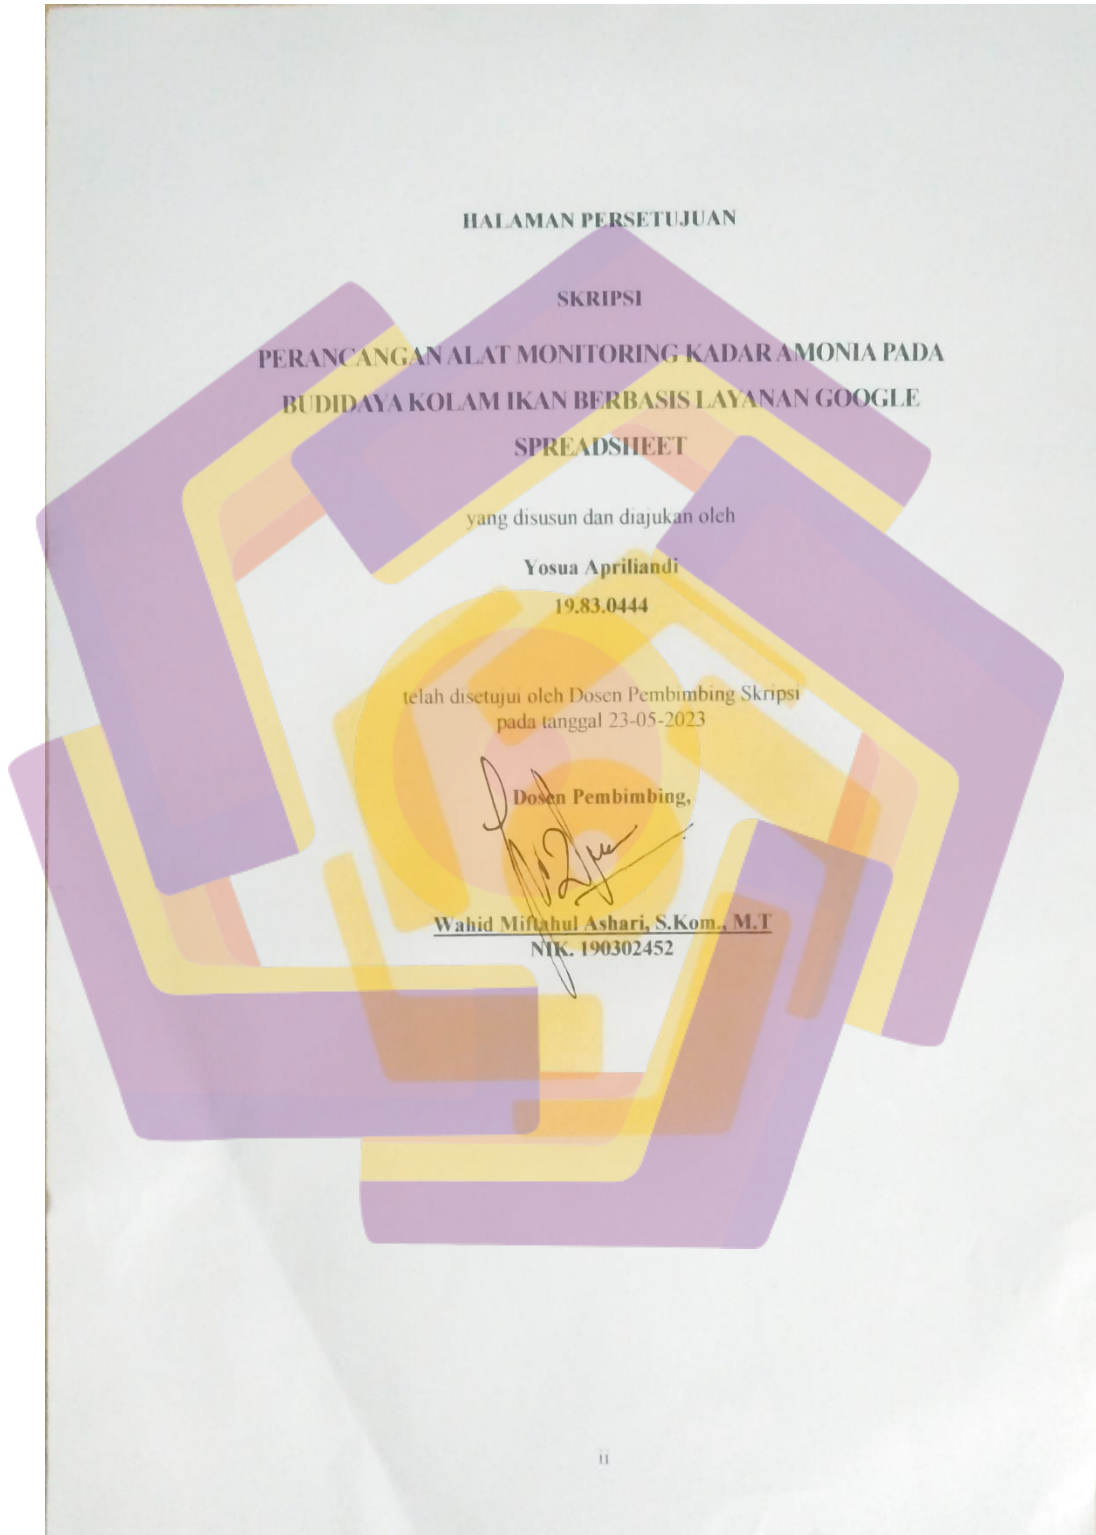 HALAMAN PERSETUJUAN
SKRIPSI
PERANCANGAN ALAT MONITORING KADAR AMONIA PADA
BUDIDAYA KOLAM IKAN BERBASIS LAYANAN GOOGLE
SPREADSHEET
yang disusun dan diajukan oleh
Yosua Apriliandi
19.83.0444
telah disetujui oleh Dosen Pembimbing Skripsi
pada tanggal 23-05-2023
Dosen Pembimbing,
Wahid Miftahul Ashari, S.Kom., M.T
NIK. 190302452
ii